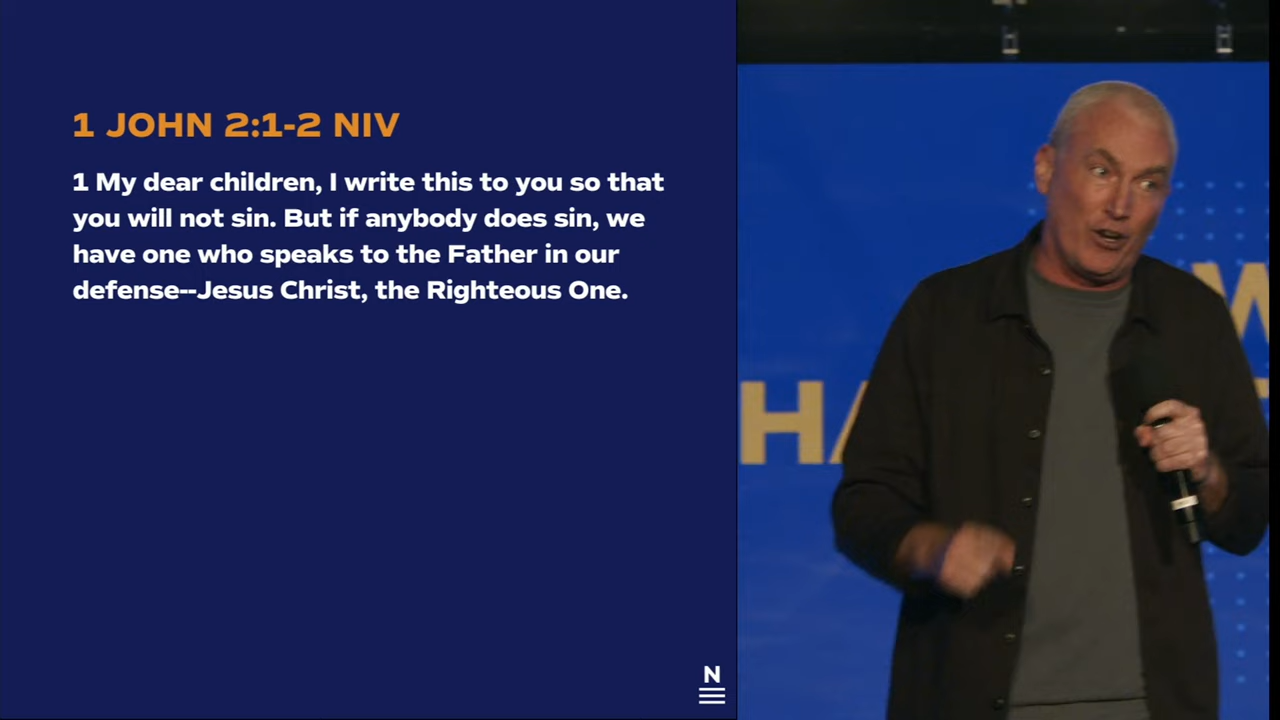 1 JOHN 2:1-2 NIV
1 My dear children, I write this to you so that
you will not sin. But if anybody does sin, we
have one who speaks to the Father in our
defense--Jesus Christ, the Righteous One.
N
HA
W